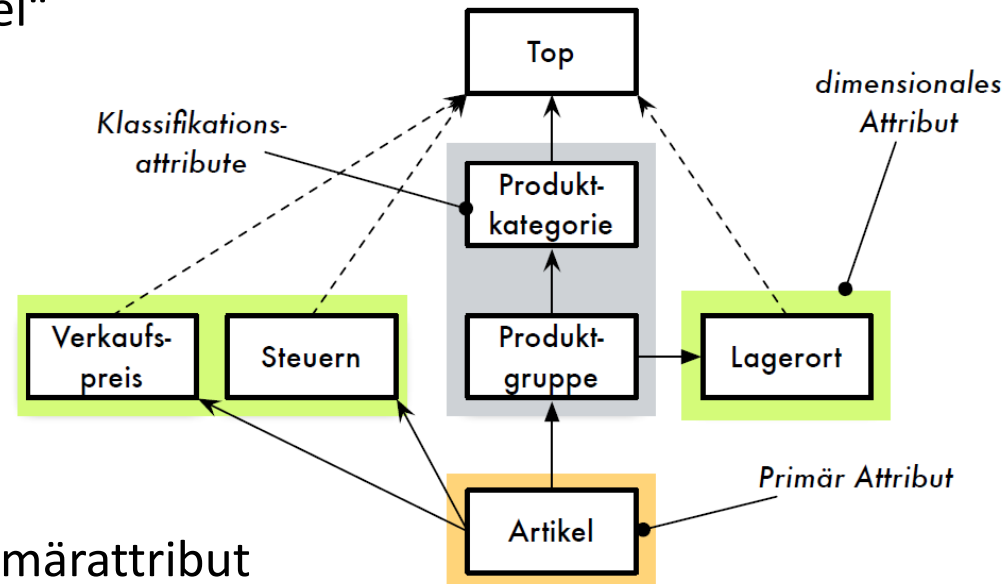 el"
Top
dimensionales
Attribut
Klassifikations-
attribute
Produkt-
kategorie
Verkaufs-
preis
Steuern
Produkt-
gruppe
Lagerort
Primär Attribut
Artikel
märattribut